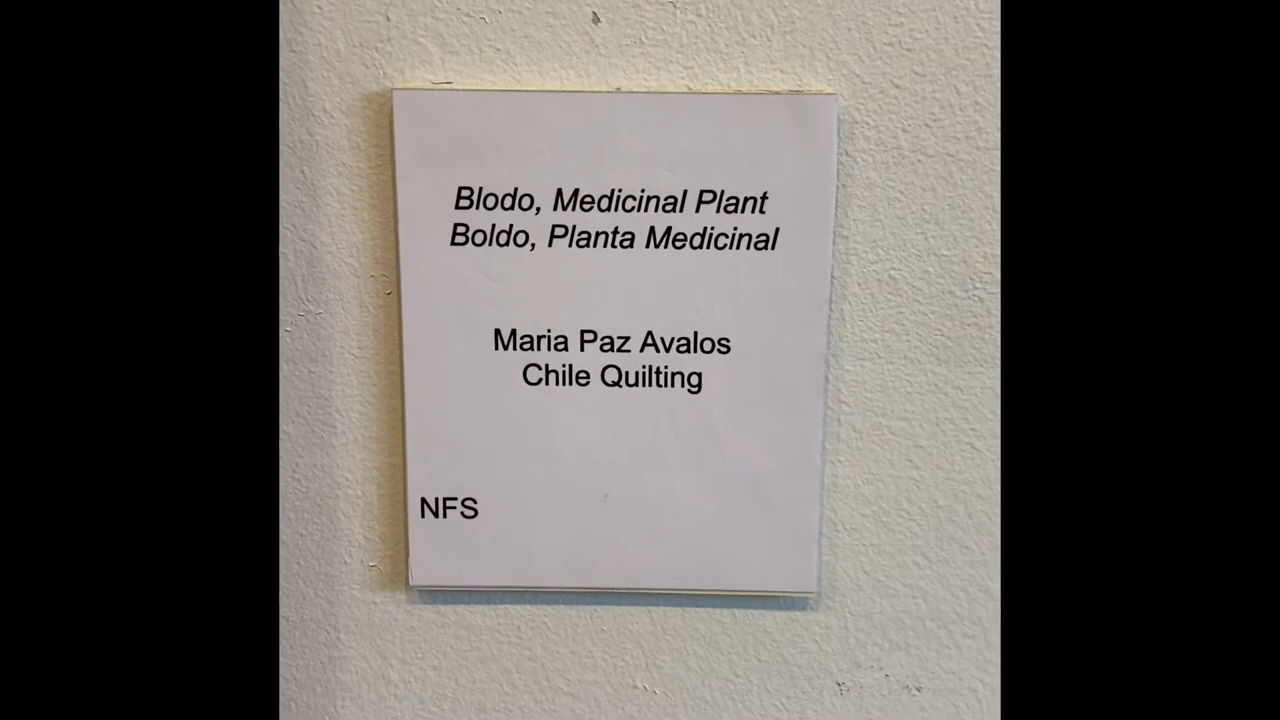 Blodo, Medicinal Plant
Boldo, Planta Medicinal
Maria Paz Avalos
Chile Quilting
NFS